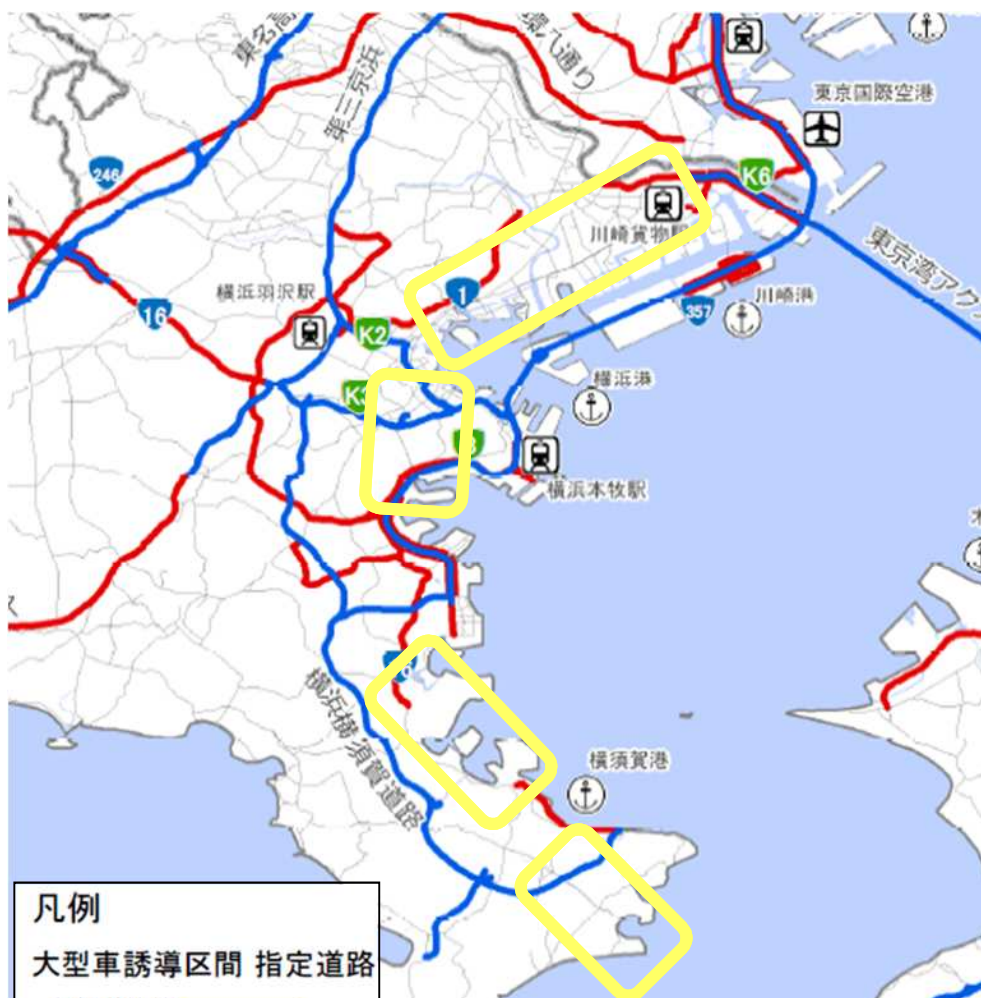 東名高
第三京浜
環八通り
東京国際空港
246
K6
川崎貨物駅
東京湾アク
1
横浜羽沢駅
16
K2
357
川崎港
K3
横浜港
横浜本牧駅
横浜横須賀道路
横須賀港
凡例
大型車誘導区間 指定道路